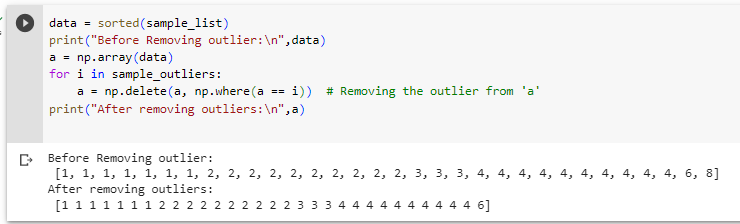 data = sorted(sample_list)
print("Before Removing outlier:\n",data)
a = np.array(data)
for i in sample_outliers:
    a = np.delete(a, np.where(a == i))  # Removing the outlier from 'a'
print("After removing outliers:\n",a)
Before Removing outlier:
 [1, 1, 1, 1, 1, 1, 1, 2, 2, 2, 2, 2, 2, 2, 2, 2, 2, 3, 3, 3, 4, 4, 4, 4, 4, 4, 4, 4, 4, 4, 6, 8]
After removing outliers:
 [1 1 1 1 1 1 1 2 2 2 2 2 2 2 2 2 2 3 3 3 4 4 4 4 4 4 4 4 4 4 6]